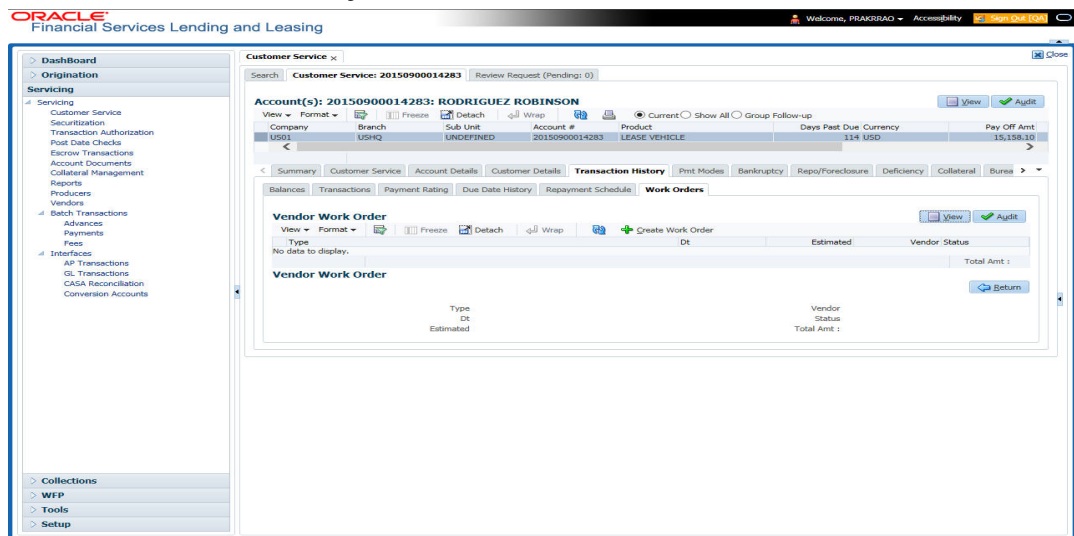 ORACLE
Financial Services Lending and Leasing
Welcome, PRAKRRAO Accessibility Sign Out [QA]
Close
DashBoard
Origination
Servicing
Servicing
Customer Service
Securitization
Transaction Authorization
Post Date Checks
Escrow Transactions
Account Documents
Collateral Management
Reports
Producers
Vendors
Batch Transactions
Advances
Payments
Fees
Interfaces
AP Transactions
GL Transactions
CASA Reconciliation
Conversion Accounts
Collections
WFP
Tools
Setup
Customer Service x
Search Customer Service: 20150900014283 Review Request (Pending: 0)
Account(s): 20150900014283: RODRIGUEZ ROBINSON
View Audit
View Format Freeze Detach Wrap Current Show All Group Follow-up
Company Branch Sub Unit Account # Product Days Past Due Currency Pay Off Amt
US01 USHQ UNDEFINED 20150900014283 LEASE VEHICLE 114 USD 15,158.10
Summary Customer Service Account Details Customer Details Transaction History Pmt Modes Bankruptcy Repo/Foreclosure Deficiency Collateral Burea
Balances Transactions Payment Rating Due Date History Repayment Schedule Work Orders
Vendor Work Order
View Audit
View Format Freeze Detach Wrap Create Work Order
Type Dt Estimated Vendor Status
No data to display.
Total Amt :
Vendor Work Order
Return
Type Vendor
Dt Status
Estimated Total Amt :